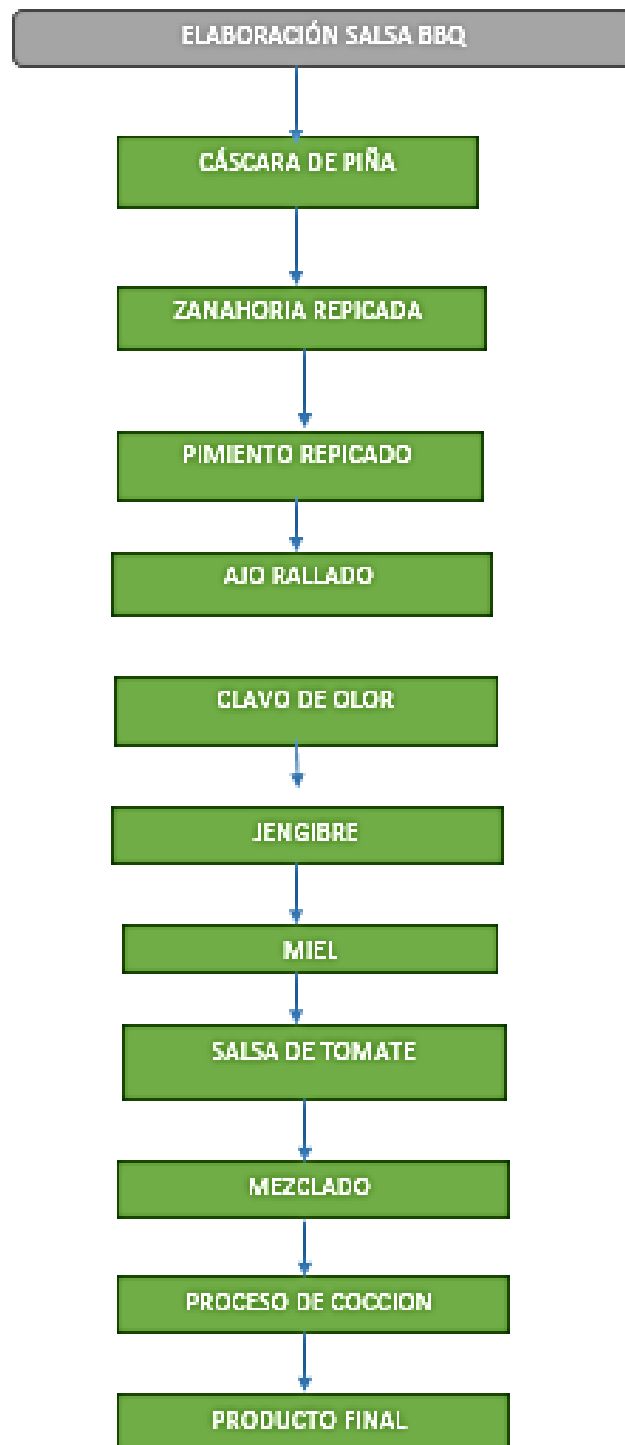 ELABORACIÓN SALSA BBQ
CÁSCARA DE PIÑA
ZANAHORIA REPICADA
PIMIENTO REPICADO
AJO RALLADO
CLAVO DE OLOR
JENGIBRE
MIEL
SALSA DE TOMATE
MEZCLADO
PROCESO DE COCCION
PRODUCTO FINAL